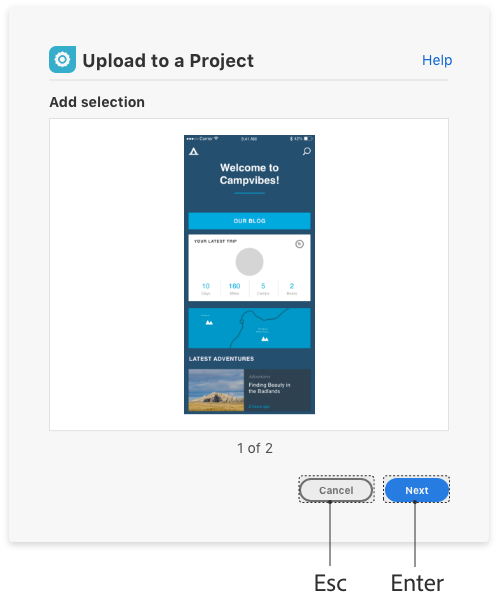 Upload to a Project
Help
Add selection
Carrier
9:41 AM
42%
Welcome to
Campvibes!
OUR BLOG
YOUR LATEST TRIP
10 160 5 2
Days Miles Camps Bears
LATEST ADVENTURES
Adventures
Finding Beauty in
the Badlands
1 of 2
Cancel
Next
Esc
Enter